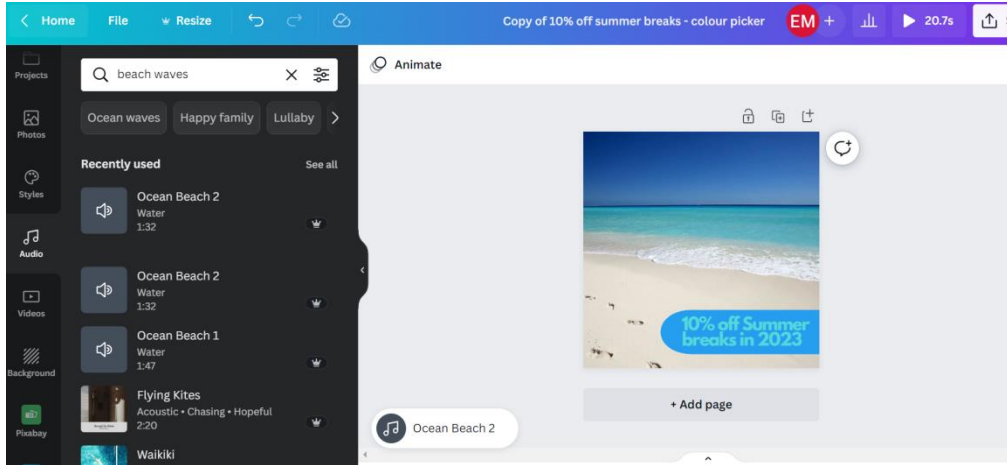 Home File Resize Copy of 10% off summer breaks - colour picker EM + 20.7s
Projects
Photos
Styles
Audio
Videos
Background
Pixabay
beach waves
Ocean waves Happy family Lullaby
Recently used See all
Ocean Beach 2
Water
1:32
Ocean Beach 2
Water
1:32
Ocean Beach 1
Water
1:47
Flying Kites
Acoustic • Chasing • Hopeful
2:20
Waikiki
Animate
10% off Summer
breaks in 2023
+ Add page
Ocean Beach 2